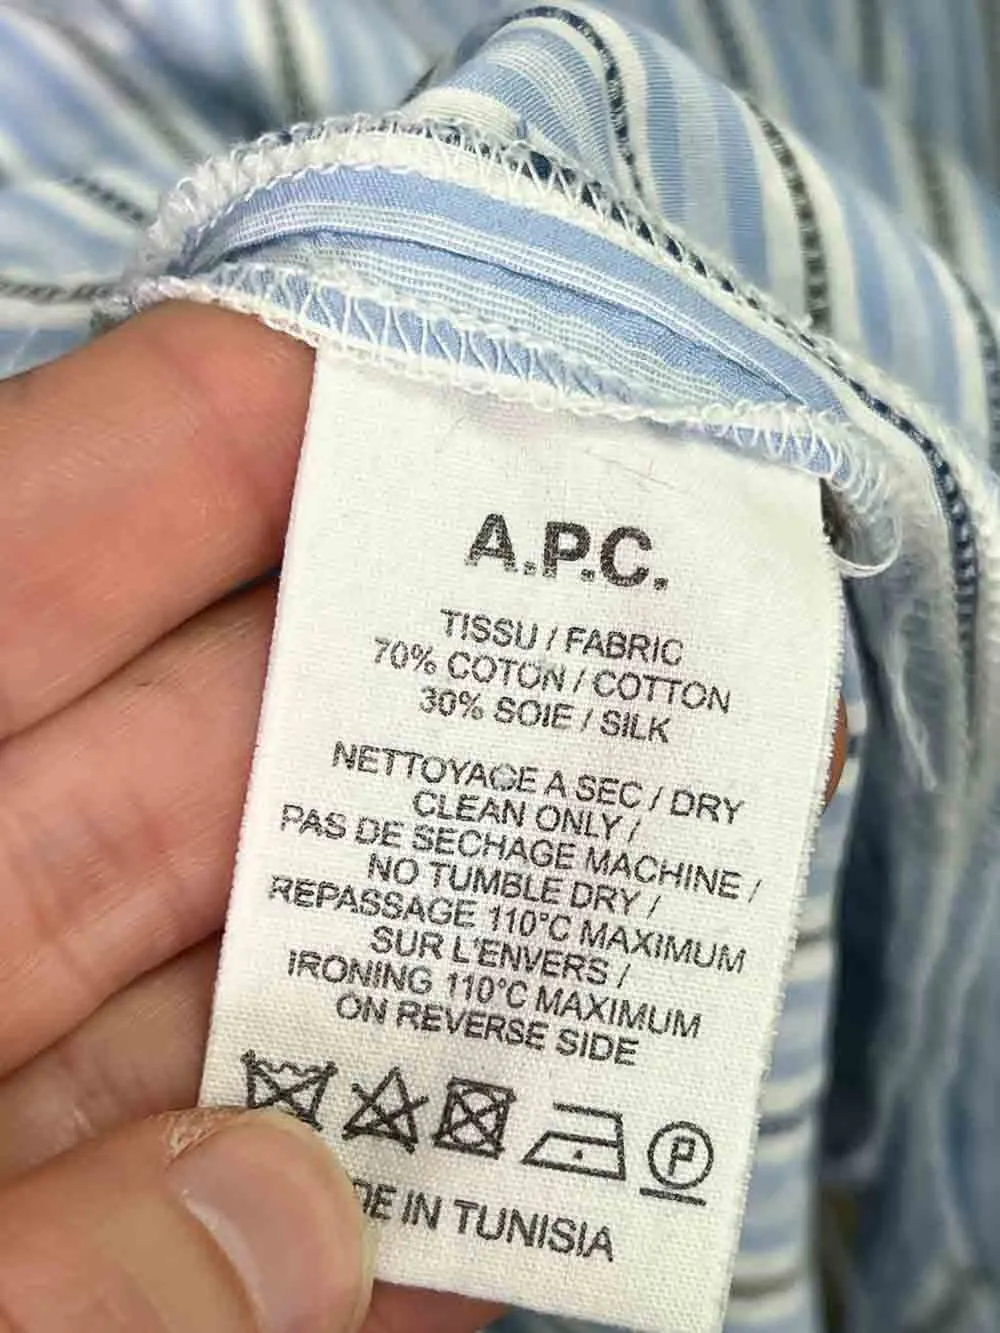 A.P.C.
TISSU / FABRIC
70% COTON / COTTON
30% SOIE / SILK
NETTOYAGE A SEC / DRY
CLEAN ONLY /
PAS DE SECHAGE MACHINE /
NO TUMBLE DRY /
REPASSAGE 110°C MAXIMUM
SUR L'ENVERS /
IRONING 110°C MAXIMUM
ON REVERSE SIDE
P
DE IN TUNISIA